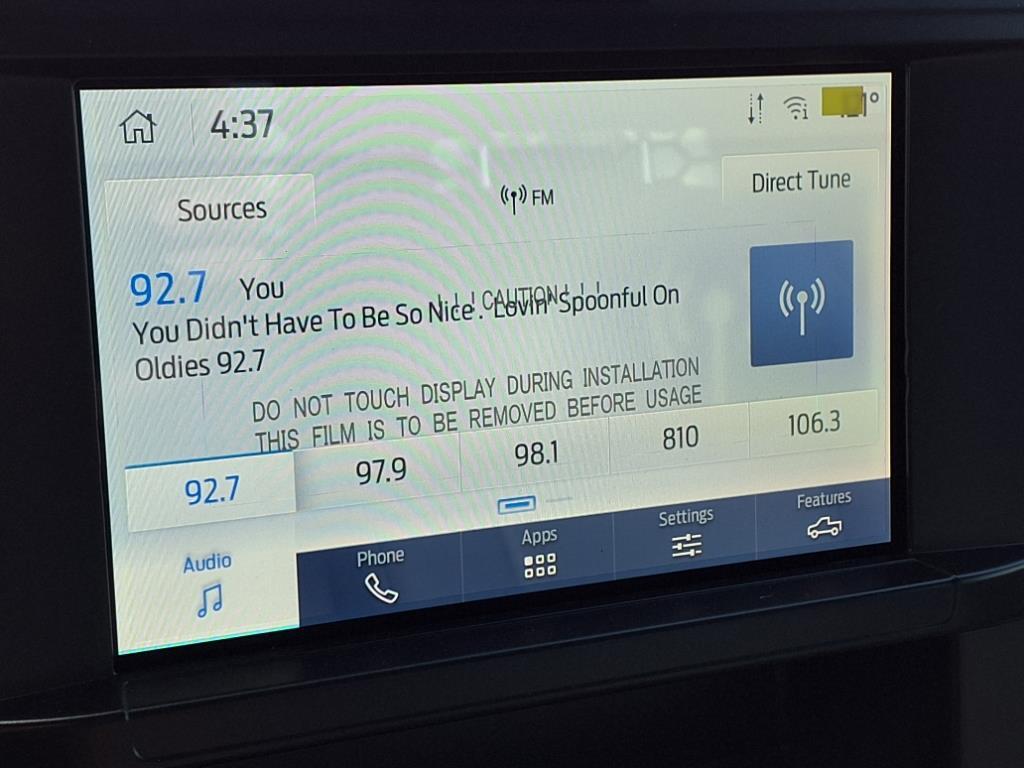 4:37
Sources
FM
Direct Tune
92.7 You
! ! ! CAUTION ! ! !
You Didn't Have To Be So Nice'. 'Lovin' Spoonful On
Oldies 92.7
DO NOT TOUCH DISPLAY DURING INSTALLATION
THIS FILM IS TO BE REMOVED BEFORE USAGE
92.7 97.9 98.1 810 106.3
Audio Phone Apps Settings Features